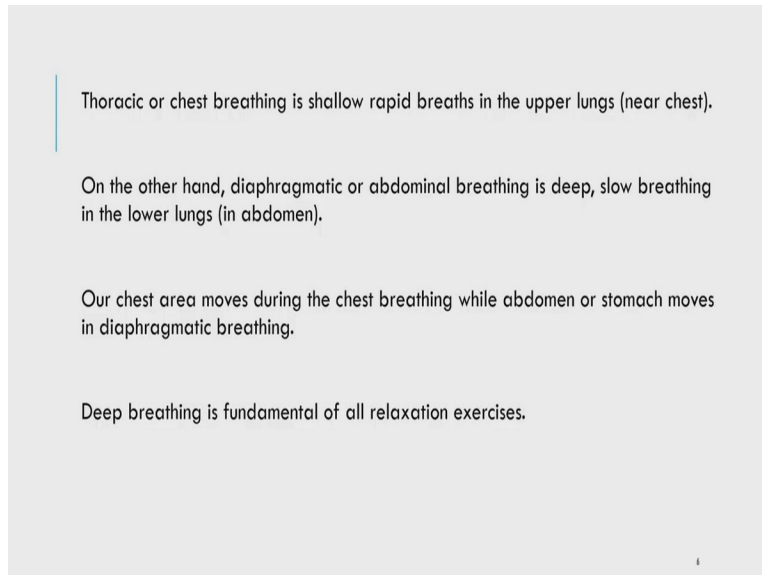 Thoracic or chest breathing is shallow rapid breaths in the upper lungs (near chest).
On the other hand, diaphragmatic or abdominal breathing is deep, slow breathing
in the lower lungs (in abdomen).
Our chest area moves during the chest breathing while abdomen or stomach moves
in diaphragmatic breathing.
Deep breathing is fundamental of all relaxation exercises.